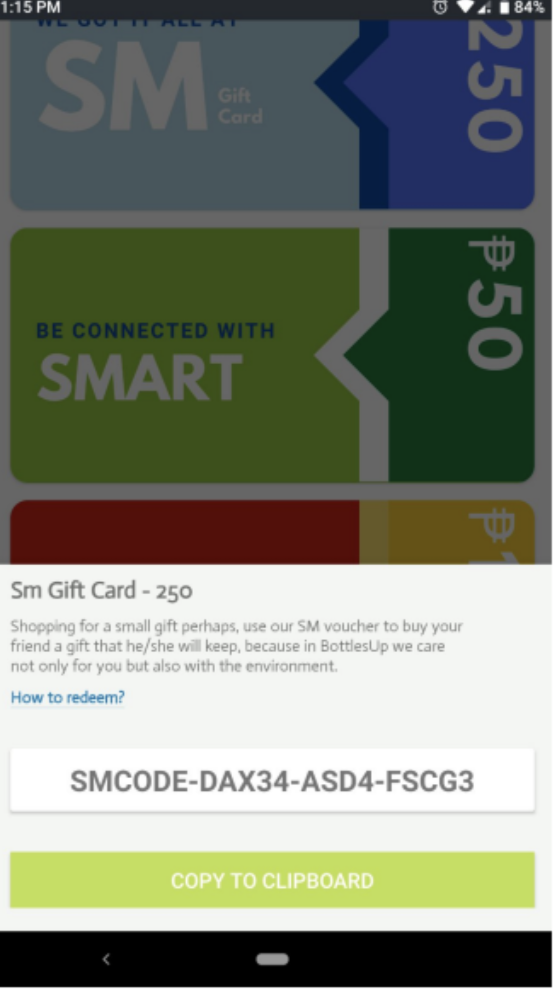 1:15 PM 84%
WE GOT IT ALL AT
SM Gift
Card
₱250
BE CONNECTED WITH
SMART
₱50
₱1
Sm Gift Card - 250
Shopping for a small gift perhaps, use our SM voucher to buy your
friend a gift that he/she will keep, because in BottlesUp we care
not only for you but also with the environment.
How to redeem?
SMCODE-DAX34-ASD4-FSCG3
COPY TO CLIPBOARD